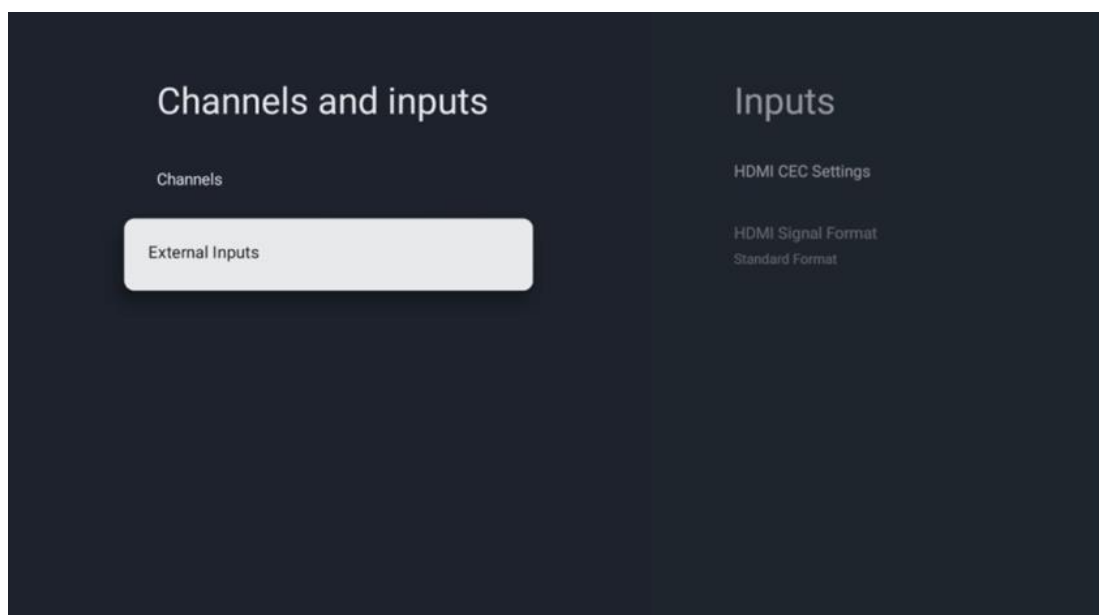 Channels and inputs
Channels
External Inputs
Inputs
HDMI CEC Settings
HDMI Signal Format
Standard Format